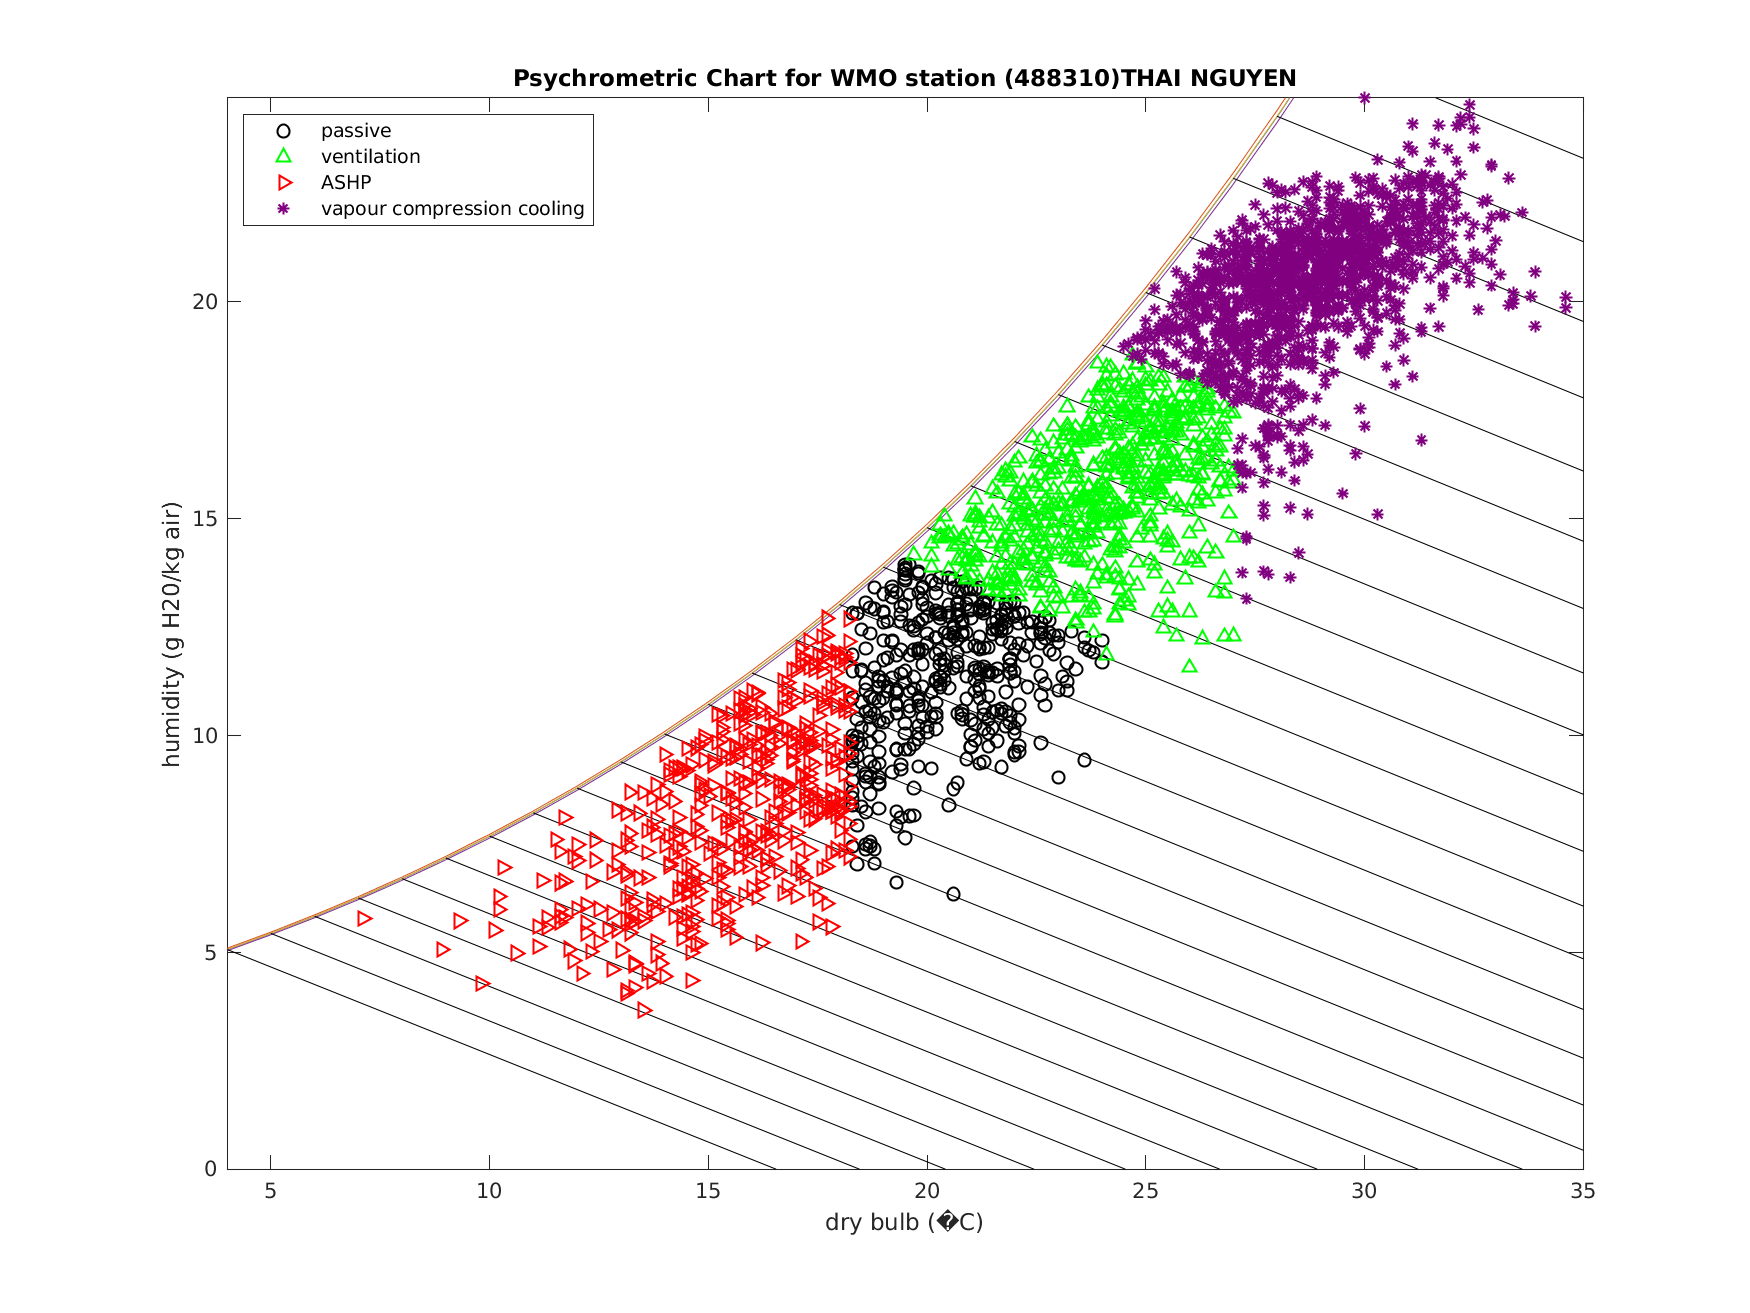 Psychrometric Chart for WMO station (488310)THAI NGUYEN
passive
ventilation
ASHP
vapour compression cooling
humidity (g H20/kg air)
20
15
10
5
0
5
10
15
20
25
30
35
dry bulb (�C)